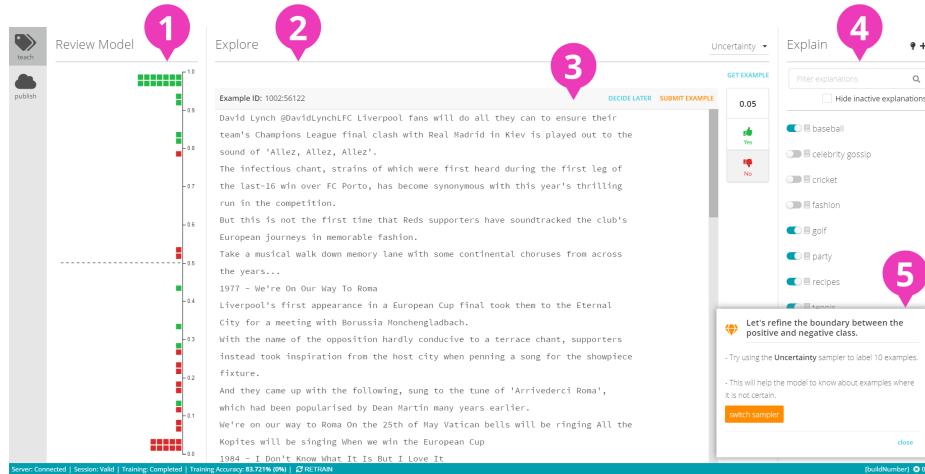 1
2
3
4
5
teach
publish
Review Model
1.0
0.9
0.8
0.7
0.6
0.5
0.4
0.3
0.2
0.1
0.0
Explore
Uncertainty
GET EXAMPLE
Example ID: 1002:56122
DECIDE LATER
SUBMIT EXAMPLE
David Lynch @DavidLynchLFC Liverpool fans will do all they can to ensure their
team's Champions League final clash with Real Madrid in Kiev is played out to the
sound of 'Allez, Allez, Allez'.
The infectious chant, strains of which were first heard during the first leg of
the last-16 win over FC Porto, has become synonymous with this year's thrilling
run in the competition.
But this is not the first time that Reds supporters have soundtracked the club's
European journeys in memorable fashion.
Take a musical walk down memory lane with some continental choruses from across
the years...
1977 - We're On Our Way To Roma
Liverpool's first appearance in a European Cup final took them to the Eternal
City for a meeting with Borussia Monchengladbach.
With the name of the opposition hardly conducive to a terrace chant, supporters
instead took inspiration from the host city when penning a song for the showpiece
fixture.
And they came up with the following, sung to the tune of 'Arrivederci Roma',
which had been popularised by Dean Martin many years earlier.
We're on our way to Roma On the 25th of May Vatican bells will be ringing All the
Kopites will be singing When we win the European Cup
1984 - I Don't Know What It Is But I Love It
0.05
Yes
No
Explain
Filter explanations
Hide inactive explanations
baseball
celebrity gossip
cricket
fashion
golf
party
recipes
tennis
Let's refine the boundary between the
positive and negative class.
- Try using the Uncertainty sampler to label 10 examples.
- This will help the model to know about examples where
it is not certain.
switch sampler
close
Server: Connected | Session: Valid | Training: Completed | Training Accuracy: 83.721% (0%) | RETRAIN
[buildNumber]